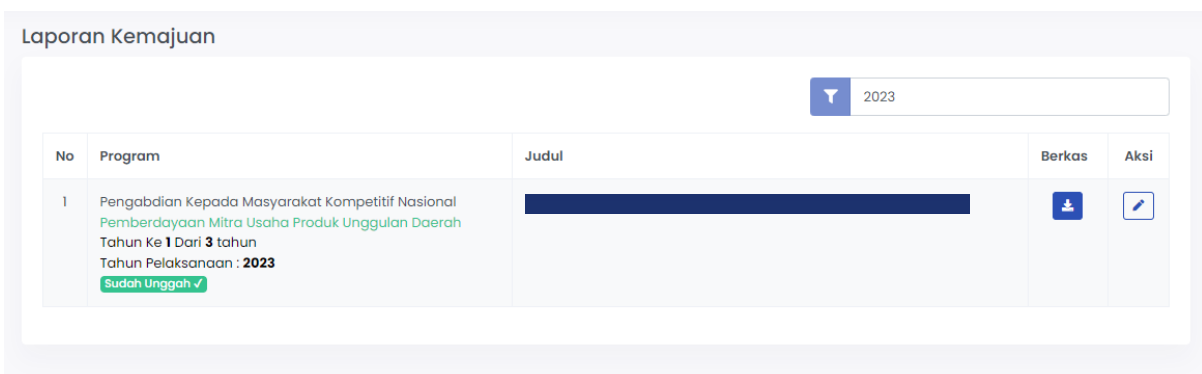 Laporan Kemajuan
2023
No Program Judul Berkas Aksi
1 Pengabdian Kepada Masyarakat Kompetitif Nasional
Pemberdayaan Mitra Usaha Produk Unggulan Daerah
Tahun Ke 1 Dari 3 tahun
Tahun Pelaksanaan : 2023
Sudah Unggah ✓